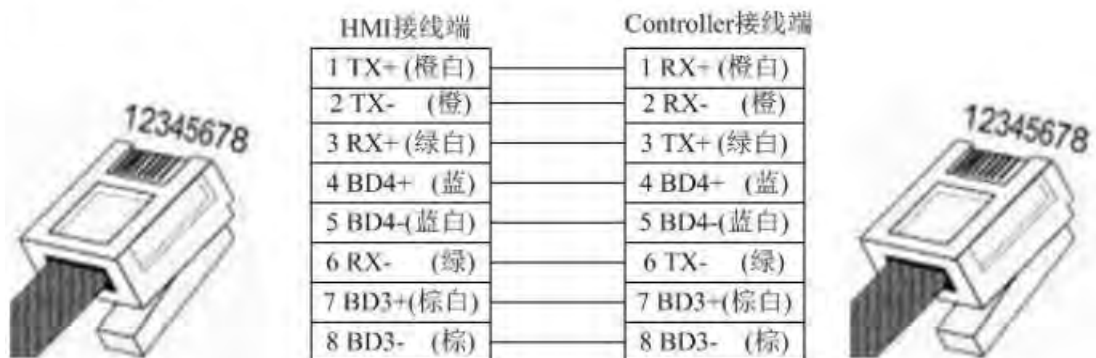 HMI接线端 Controller接线端
12345678 12345678
1 TX+(橙白) 1 RX+(橙白)
2 TX- (橙) 2 RX- (橙)
3 RX+(绿白) 3 TX+(绿白)
4 BD4+ (蓝) 4 BD4+ (蓝)
5 BD4-(蓝白) 5 BD4-(蓝白)
6 RX- (绿) 6 TX- (绿)
7 BD3+(棕白) 7 BD3+(棕白)
8 BD3- (棕) 8 BD3- (棕)